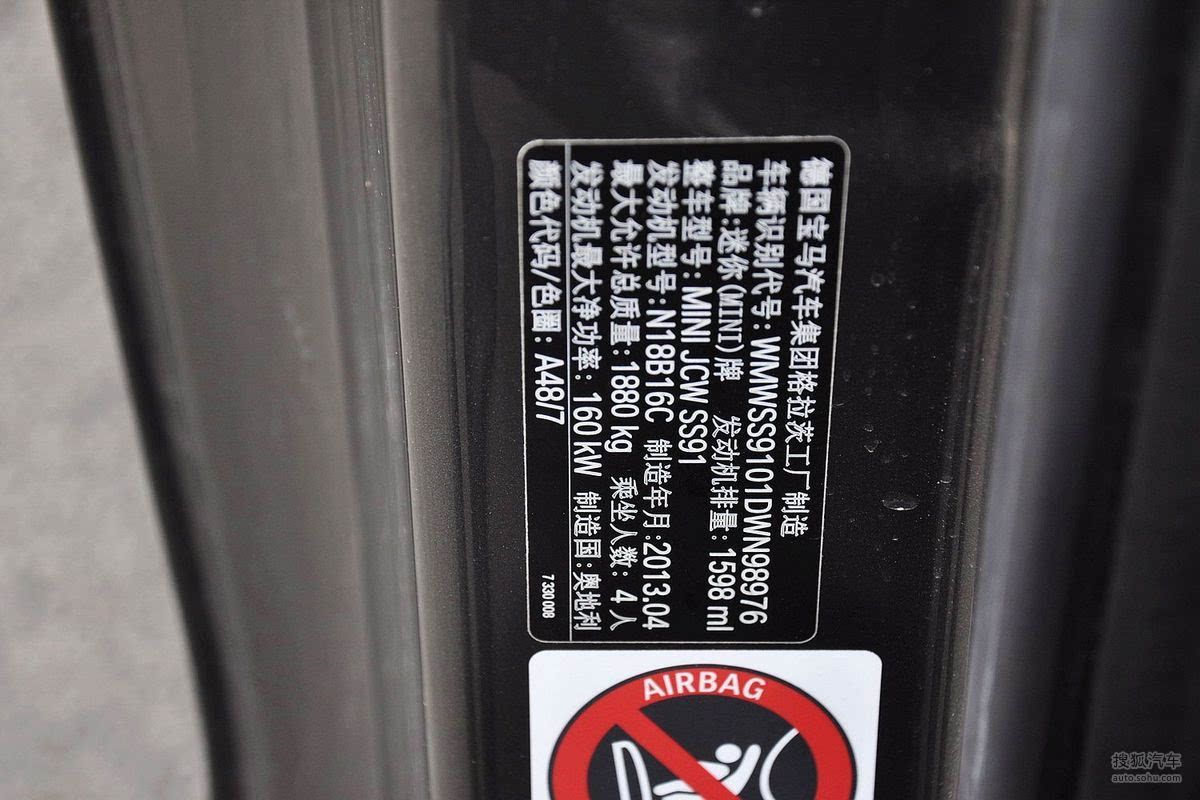 德国宝马汽车集团格拉茨工厂制造
车辆识别代号:WMWSS9101DWN98976
品牌:迷你(MINI)牌 发动机排量:1598 ml
整车型号:MINI JCW SS91
发动机型号:N18B16C 制造年月:2013.04
最大允许总质量:1880 kg 乘坐人数:4人
发动机最大净功率:160 kW 制造国:奥地利
颜色代码/色圈:A48/7
7 330 008
AIRBAG
搜狐汽车
auto.sohu.com